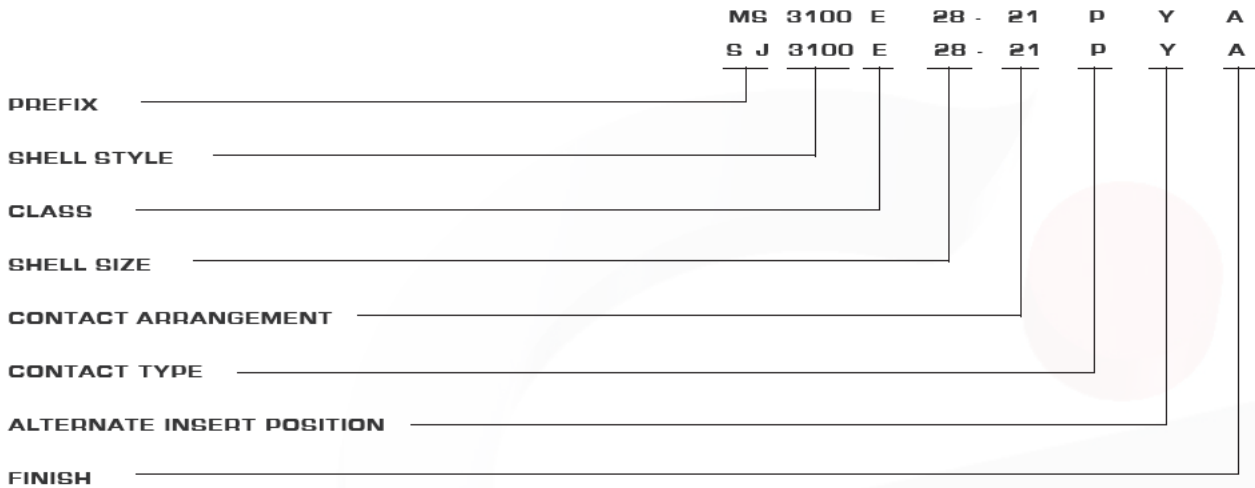 MS 3100 E 28 - 21 P Y A
SJ 3100 E 28 - 21 P Y A
PREFIX
SHELL STYLE
CLASS
SHELL SIZE
CONTACT ARRANGEMENT
CONTACT TYPE
ALTERNATE INSERT POSITION
FINISH